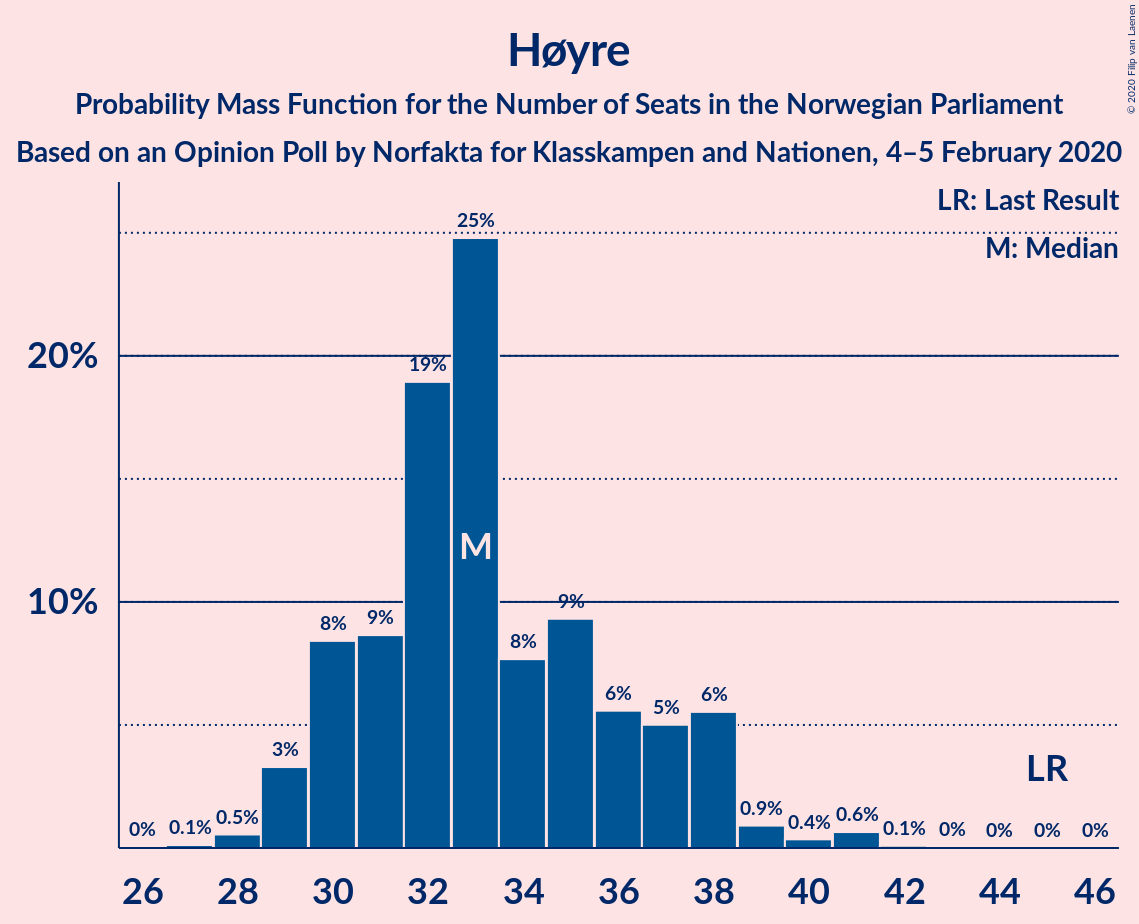 Høyre
Probability Mass Function for the Number of Seats in the Norwegian Parliament
Based on an Opinion Poll by Norfakta for Klasskampen and Nationen, 4–5 February 2020
© 2020 Filip van Laenen
LR: Last Result
M: Median
20%
10%
0%
0.1%
0.5%
3%
8%
9%
19%
25%
8%
9%
6%
5%
6%
0.9%
0.4%
0.6%
0.1%
0%
0%
0%
0%
M
LR
26 28 30 32 34 36 38 40 42 44 46